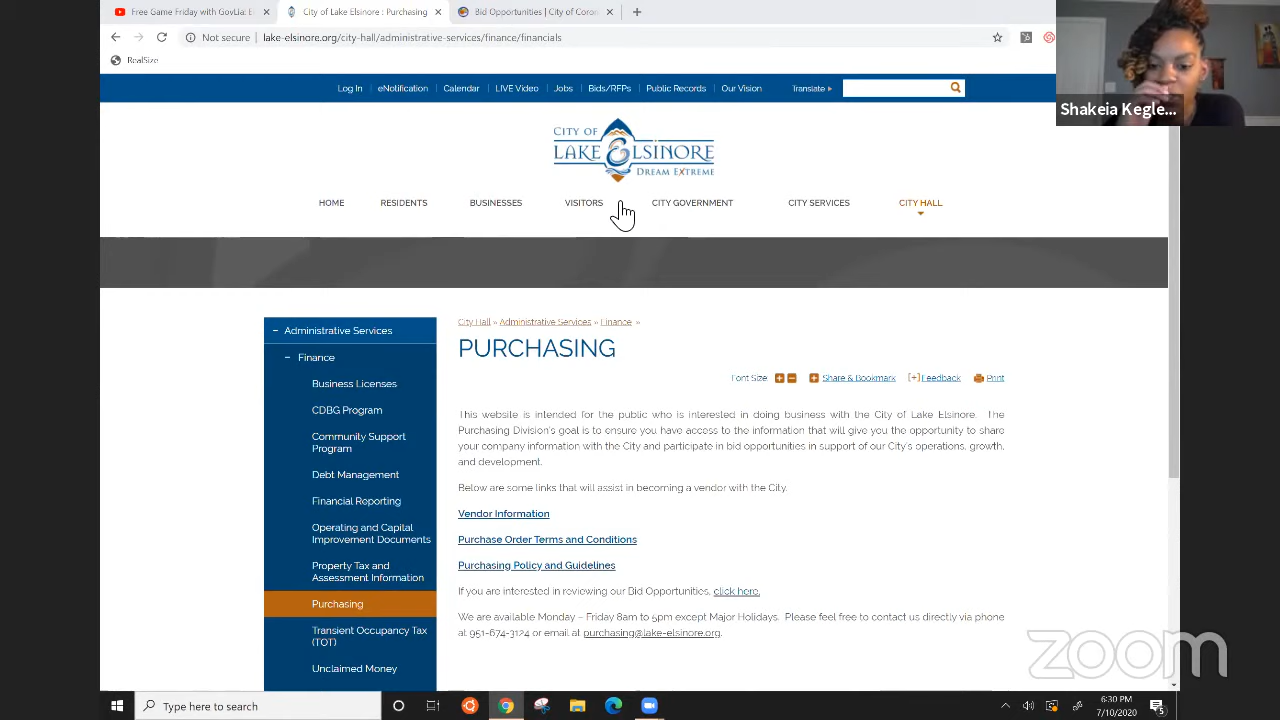 Free Game Friday with GovLia: E
City of Lake Elsinore : Purchasing
Bid Opportunities | City of Coron
Not secure | lake-elsinore.org/city-hall/administrative-services/finance/financials
RealSize
Shakeia Kegle...
Log In
eNotification
Calendar
LIVE Video
Jobs
Bids/RFPs
Public Records
Our Vision
Translate
CITY OF
LAKE ELSINORE
DREAM EXTREME
HOME
RESIDENTS
BUSINESSES
VISITORS
CITY GOVERNMENT
CITY SERVICES
CITY HALL
Administrative Services
Finance
Business Licenses
CDBG Program
Community Support
Program
Debt Management
Financial Reporting
Operating and Capital
Improvement Documents
Property Tax and
Assessment Information
Purchasing
Transient Occupancy Tax
(TOT)
Unclaimed Money
City Hall » Administrative Services » Finance »
PURCHASING
Font Size:
Share & Bookmark
Feedback
Print
This website is intended for the public who is interested in doing business with the City of Lake Elsinore. The
Purchasing Division's goal is to ensure you have access to the information that will give you the opportunity to share
your company information with the City and participate in bid opportunities in support of our City's operations, growth,
and development.
Below are some links that will assist in becoming a vendor with the City.
Vendor Information
Purchase Order Terms and Conditions
Purchasing Policy and Guidelines
If you are interested in reviewing our Bid Opportunities, click here.
We are available Monday – Friday 8am to 5pm except Major Holidays. Please feel free to contact us directly via phone
at 951-674-3124 or email at purchasing@lake-elsinore.org.
zoom
Type here to search
6:30 PM
7/10/2020
5